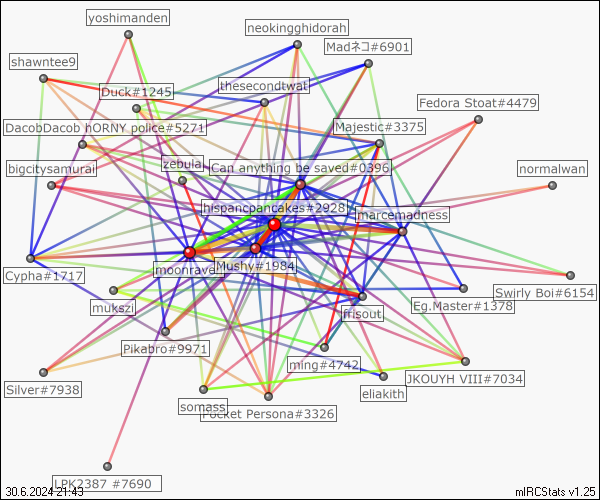 yoshimanden
neokingghidorah
Madネコ#6901
shawntee9
thesecondtwat
Duck#1245
Fedora Stoat#4479
DacobDacob hORNY police#5271
Majestic#3375
zebula
Can anything be saved#0396
bigcitysamurai
normalwan
hispancpancakes#2928
marcemadness
Cypha#1717
moonrave
Mushy#1984
Swirly Boi#6154
mukszi
Eg.Master#1378
frisout
Pikabro#9971
ming#4742
JKOUYH VIII#7034
Silver#7938
eliakith
somass
Pocket Persona#3326
LPK2387 #7690
30.6.2024 21:43
mIRCStats v1.25